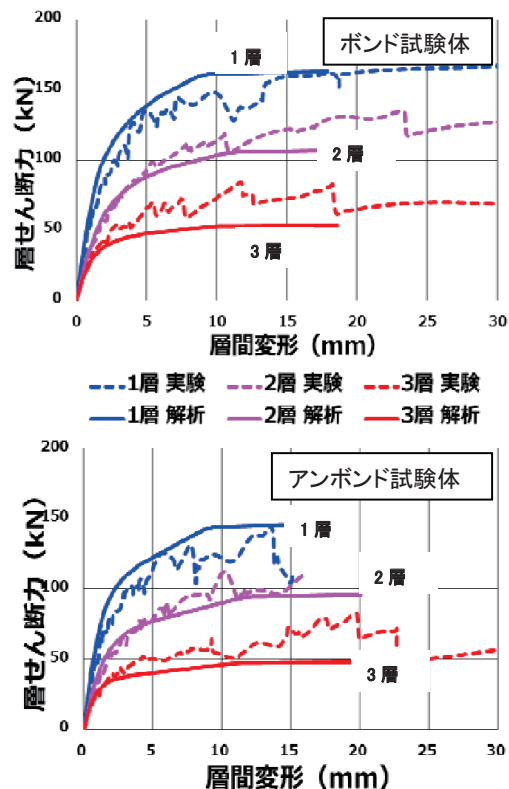 200
150
100
50
0
層せん断力（kN）
ボンド試験体
1層
2層
3層
0 5 10 15 20 25 30
層間変形（mm）
1層 実験 2層 実験 3層 実験
1層 解析 2層 解析 3層 解析
200
150
100
50
0
層せん断力（kN）
アンボンド試験体
1層
2層
3層
0 5 10 15 20 25 30
層間変形（mm）